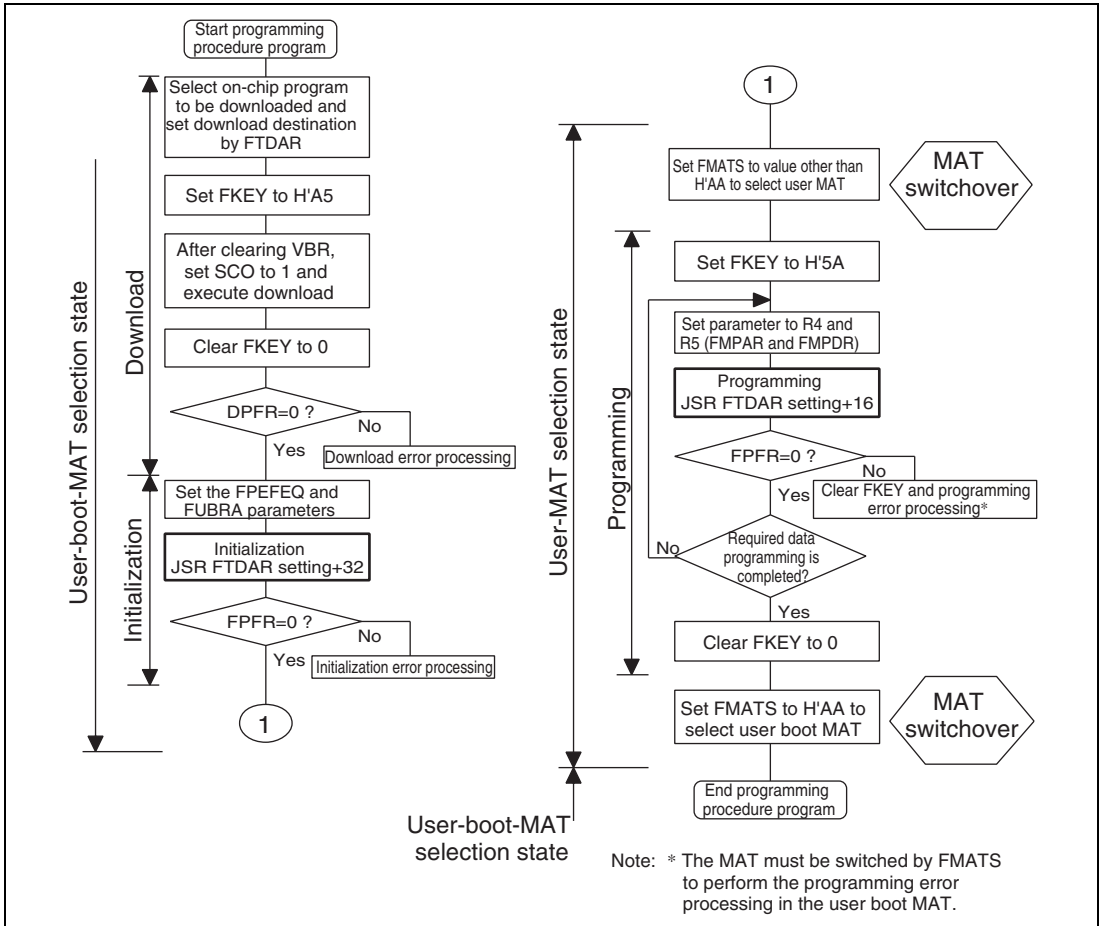 Start programming
procedure program
Select on-chip program
to be downloaded and
set download destination
by FTDAR
Set FKEY to H'A5
After clearing VBR,
set SCO to 1 and
execute download
Clear FKEY to 0
DPFR=0 ?
No
Yes
Download error processing
Set the FPEFEQ and
FUBRA parameters
Initialization
JSR FTDAR setting+32
FPFR=0 ?
No
Yes
Initialization error processing
1
Download
Initialization
User-boot-MAT selection state
1
Set FMATS to value other than
H'AA to select user MAT
MAT
switchover
Set FKEY to H'5A
Set parameter to R4 and
R5 (FMPAR and FMPDR)
Programming
JSR FTDAR setting+16
FPFR=0 ?
No
Yes
Clear FKEY and programming
error processing*
Required data
programming is
completed?
No
Yes
Clear FKEY to 0
Set FMATS to H'AA to
select user boot MAT
MAT
switchover
End programming
procedure program
Programming
User-MAT selection state
User-boot-MAT
selection state
Note: * The MAT must be switched by FMATS
to perform the programming error
processing in the user boot MAT.